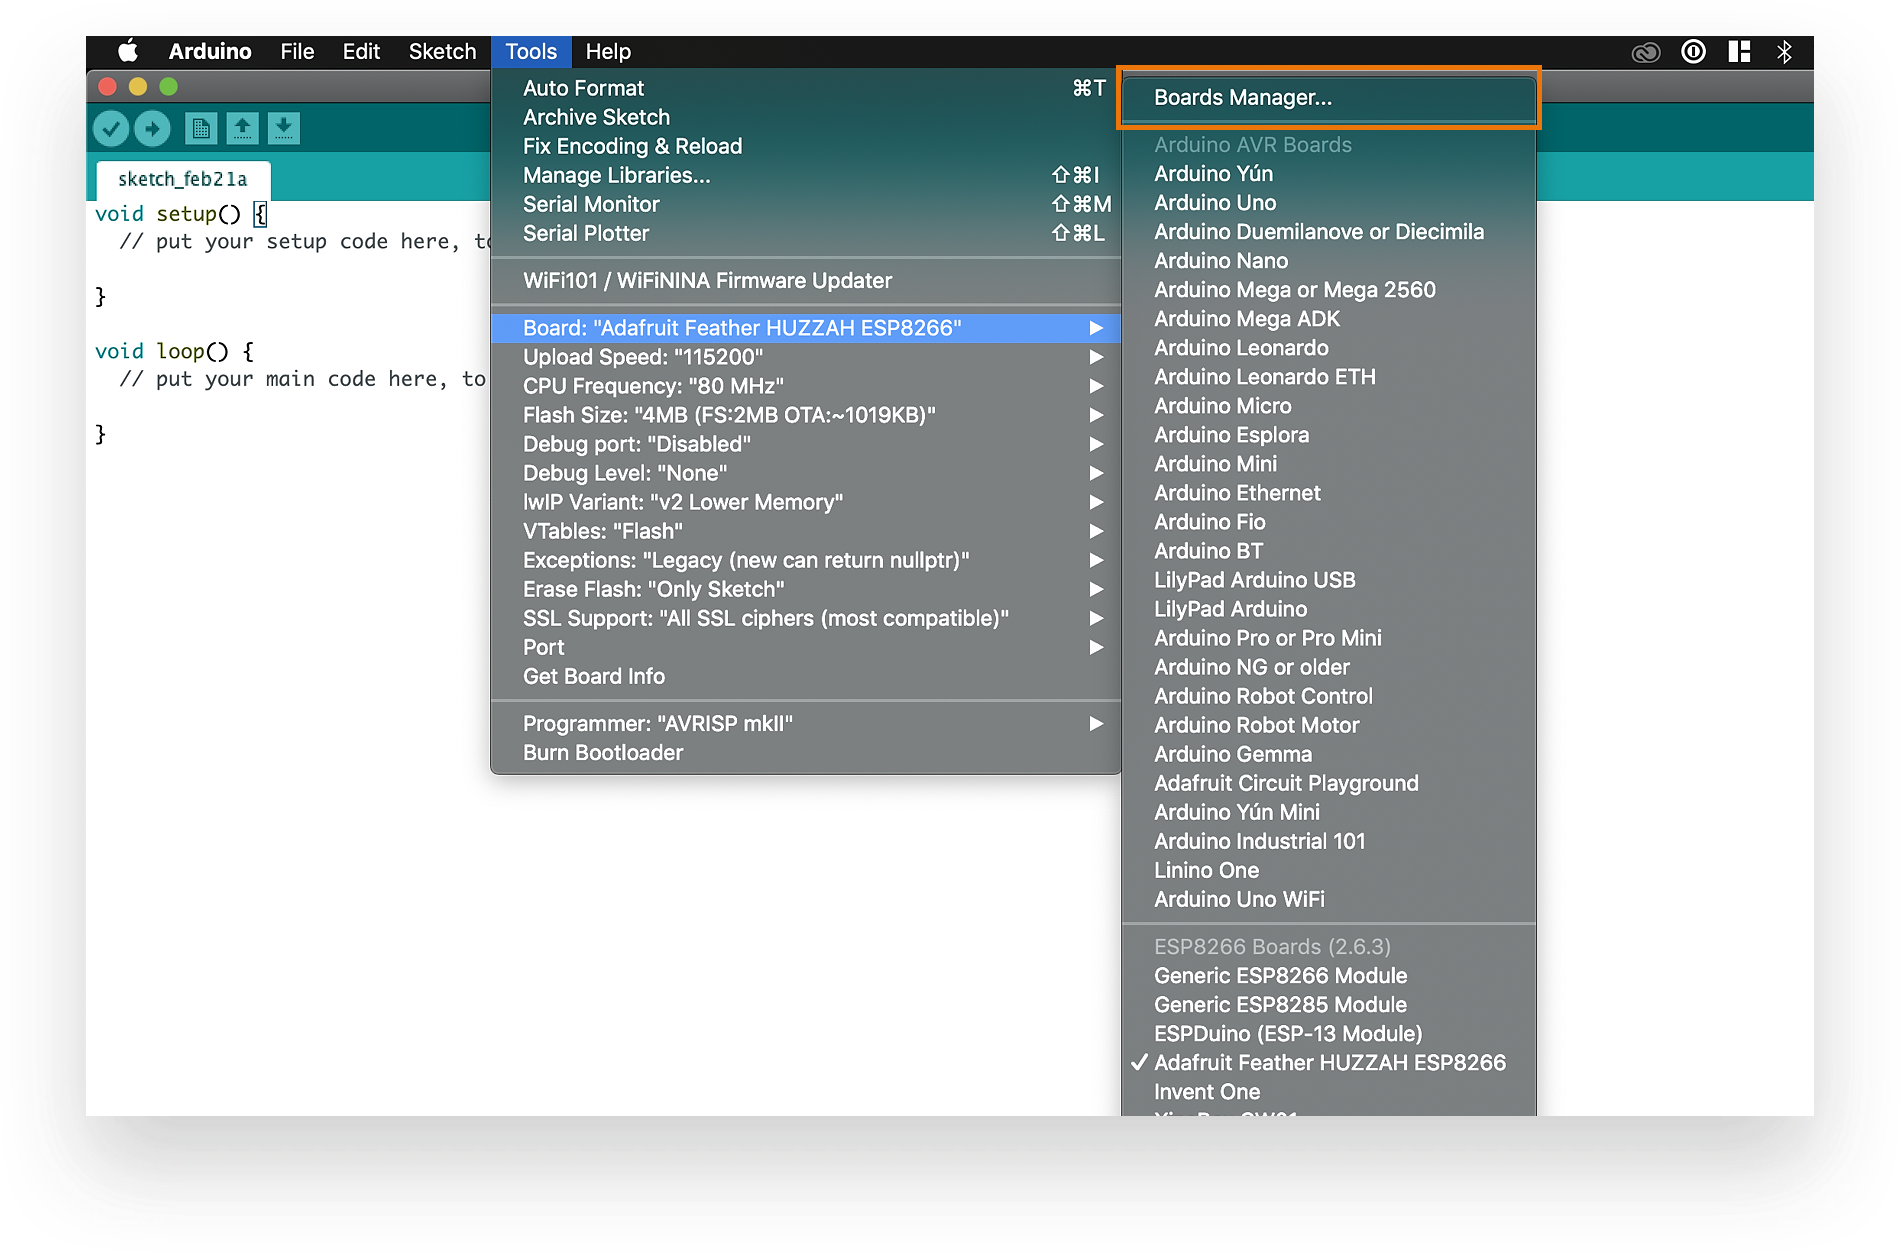 Arduino File Edit Sketch Tools Help
sketch_feb21a
void setup() {
// put your setup code here, to
}
void loop() {
// put your main code here, to
}
Auto Format ⌘T
Archive Sketch
Fix Encoding & Reload
Manage Libraries... ⇧⌘I
Serial Monitor ⇧⌘M
Serial Plotter ⇧⌘L
WiFi101 / WiFiNINA Firmware Updater
Board: "Adafruit Feather HUZZAH ESP8266"
Upload Speed: "115200"
CPU Frequency: "80 MHz"
Flash Size: "4MB (FS:2MB OTA:~1019KB)"
Debug port: "Disabled"
Debug Level: "None"
lwIP Variant: "v2 Lower Memory"
VTables: "Flash"
Exceptions: "Legacy (new can return nullptr)"
Erase Flash: "Only Sketch"
SSL Support: "All SSL ciphers (most compatible)"
Port
Get Board Info
Programmer: "AVRISP mkII"
Burn Bootloader
Boards Manager...
Arduino AVR Boards
Arduino Yún
Arduino Uno
Arduino Duemilanove or Diecimila
Arduino Nano
Arduino Mega or Mega 2560
Arduino Mega ADK
Arduino Leonardo
Arduino Leonardo ETH
Arduino Micro
Arduino Esplora
Arduino Mini
Arduino Ethernet
Arduino Fio
Arduino BT
LilyPad Arduino USB
LilyPad Arduino
Arduino Pro or Pro Mini
Arduino NG or older
Arduino Robot Control
Arduino Robot Motor
Arduino Gemma
Adafruit Circuit Playground
Arduino Yún Mini
Arduino Industrial 101
Linino One
Arduino Uno WiFi
ESP8266 Boards (2.6.3)
Generic ESP8266 Module
Generic ESP8285 Module
ESPDuino (ESP-13 Module)
✓ Adafruit Feather HUZZAH ESP8266
Invent One